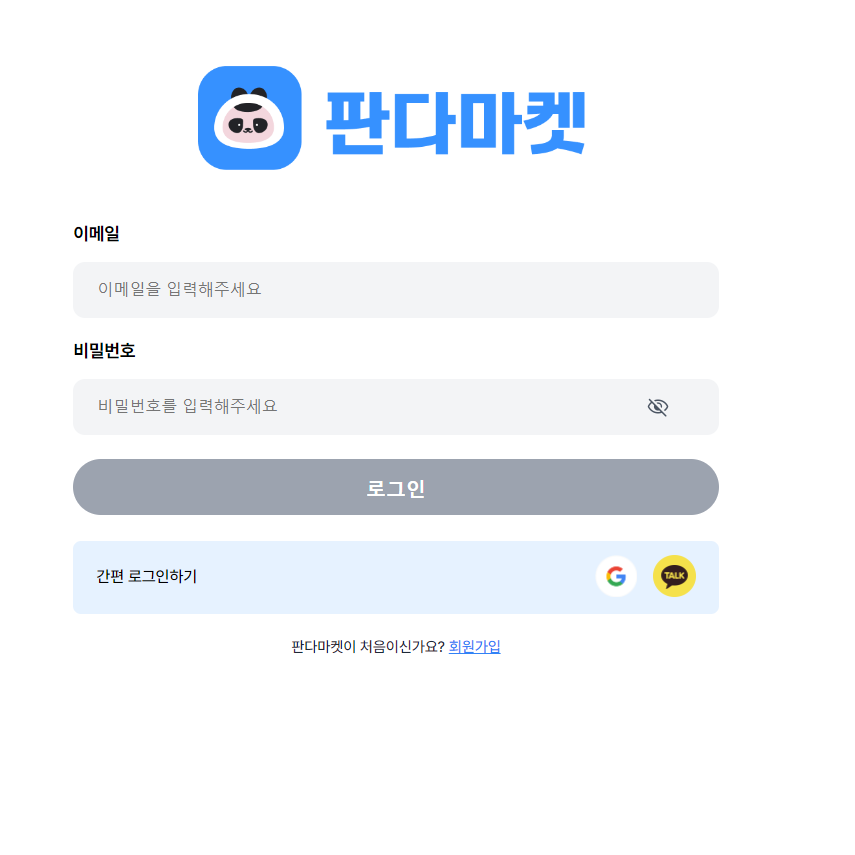 판다마켓
이메일
이메일을 입력해주세요
비밀번호
비밀번호를 입력해주세요
로그인
간편 로그인하기
G
TALK
판다마켓이 처음이신가요? 회원가입